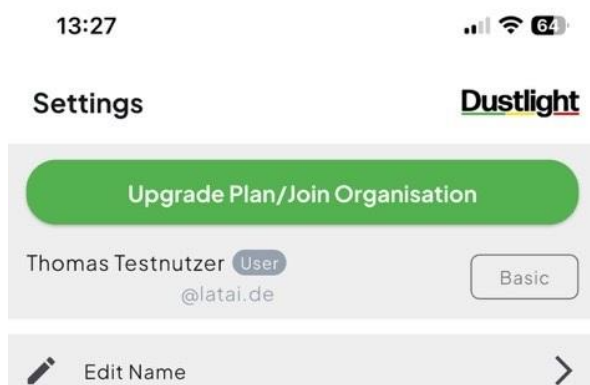 13:27
64
Settings
Dustlight
Upgrade Plan/Join Organisation
Thomas Testnutzer User
@latai.de
Basic
Edit Name